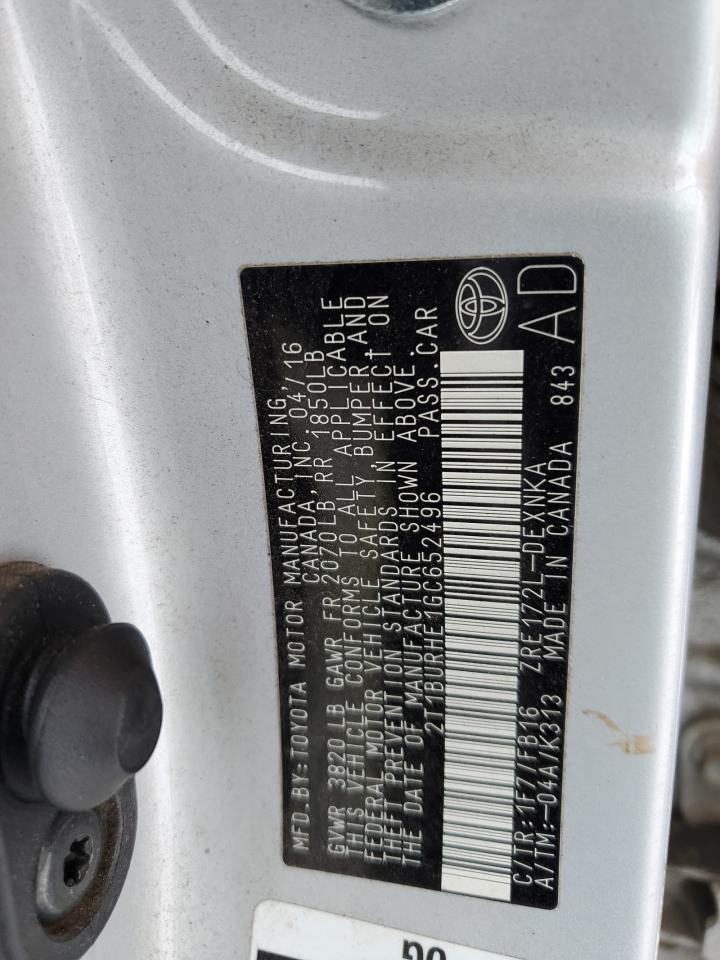 MFD.BY:TOYOTA MOTOR MANUFACTURING,
CANADA, INC. 04/16
GVWR 3820 LB GAWR FR 2070LB, RR 1850LB
THIS VEHICLE CONFORMS TO ALL APPLICABLE
FEDERAL MOTOR VEHICLE SAFETY, BUMPER, AND
THEFT PREVENTION STANDARDS IN EFFECT ON
THE DATE OF MANUFACTURE SHOWN ABOVE.
2T1BURHE1GC652496 PASS.CAR
C/TR:1F7/FB16 ZRE172L-DEXNKA
A/TM:-04A/K313 MADE IN CANADA 843
AD